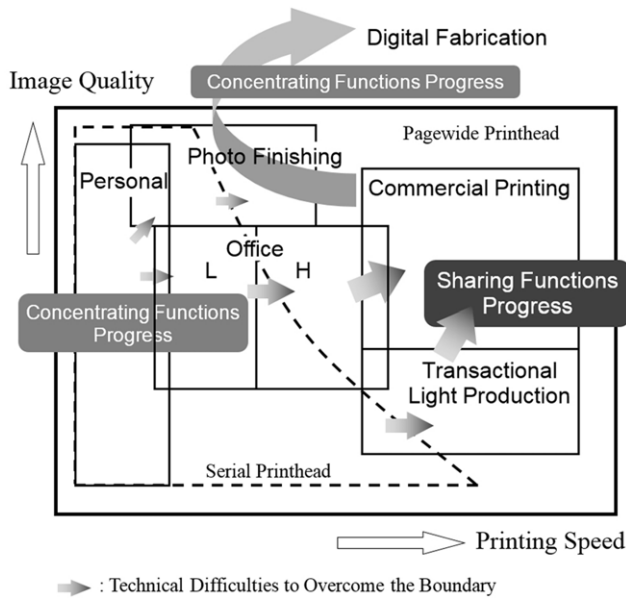 Digital Fabrication
Image Quality
Concentrating Functions Progress
Pagewide Printhead
Photo Finishing
Personal
Commercial Printing
Office
L
H
Sharing Functions
Progress
Concentrating Functions
Progress
Transactional
Light Production
Serial Printhead
Printing Speed
: Technical Difficulties to Overcome the Boundary